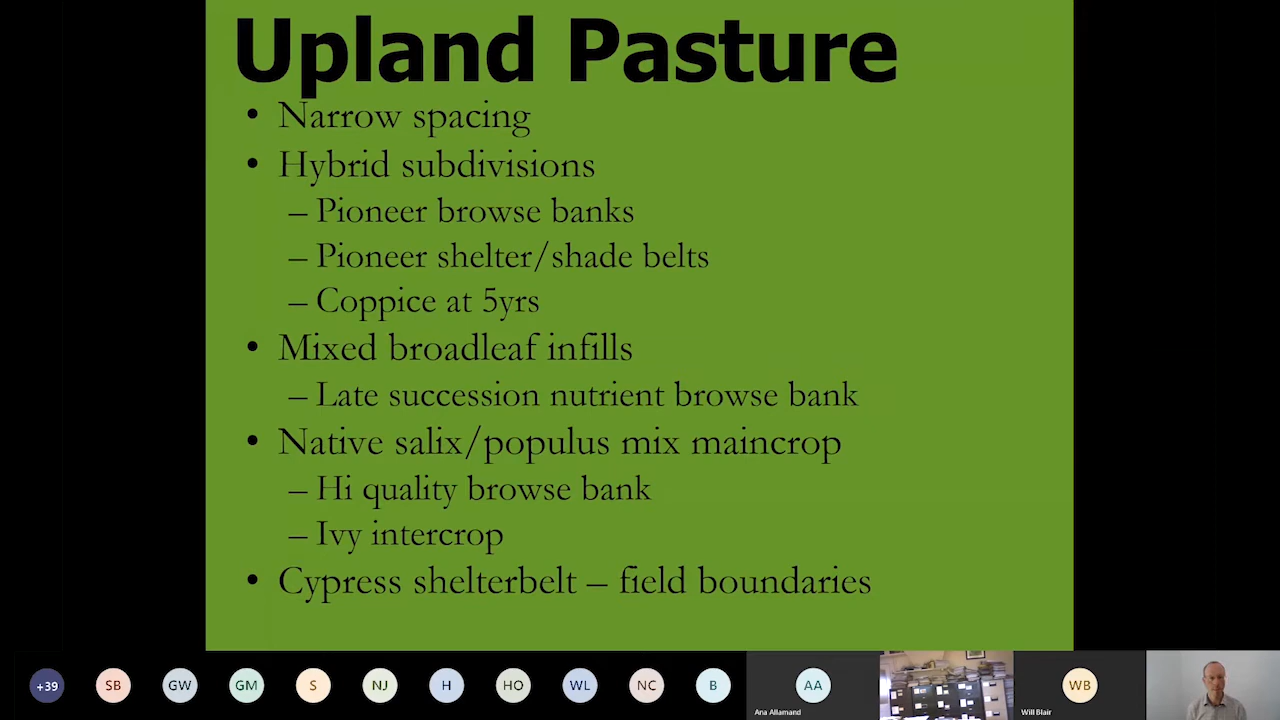 Upland Pasture
• Narrow spacing
• Hybrid subdivisions
– Pioneer browse banks
– Pioneer shelter/shade belts
– Coppice at 5yrs
• Mixed broadleaf infills
– Late succession nutrient browse bank
• Native salix/populus mix maincrop
– Hi quality browse bank
– Ivy intercrop
• Cypress shelterbelt – field boundaries
+39 SB GW GM S NJ H HO WL NC B AA WB
Ana Allamand Will Blair